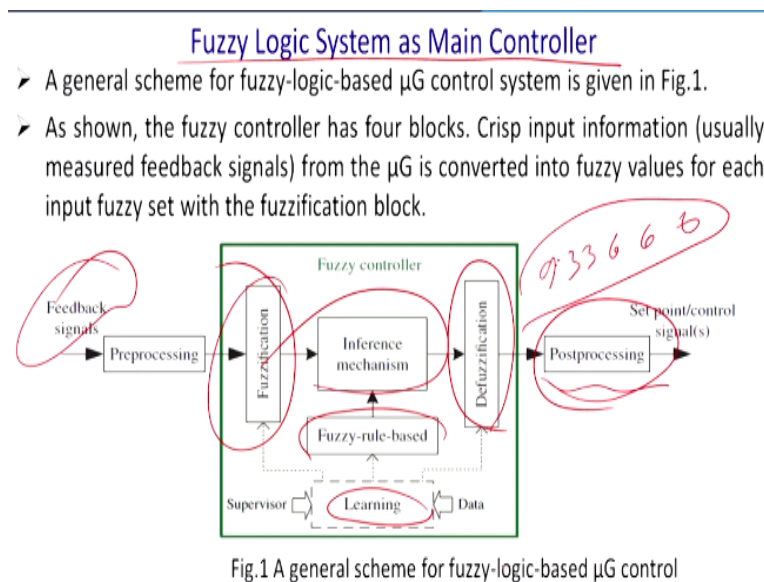 Fuzzy Logic System as Main Controller
➤ A general scheme for fuzzy-logic-based μG control system is given in Fig.1.
➤ As shown, the fuzzy controller has four blocks. Crisp input information (usually
measured feedback signals) from the μG is converted into fuzzy values for each
input fuzzy set with the fuzzification block.
Fuzzy controller
Feedback
signals
Preprocessing
Fuzzification
Inference
mechanism
Defuzzification
Set point/control
signal(s)
Postprocessing
Fuzzy-rule-based
Supervisor
Learning
Data
Fig.1 A general scheme for fuzzy-logic-based μG control